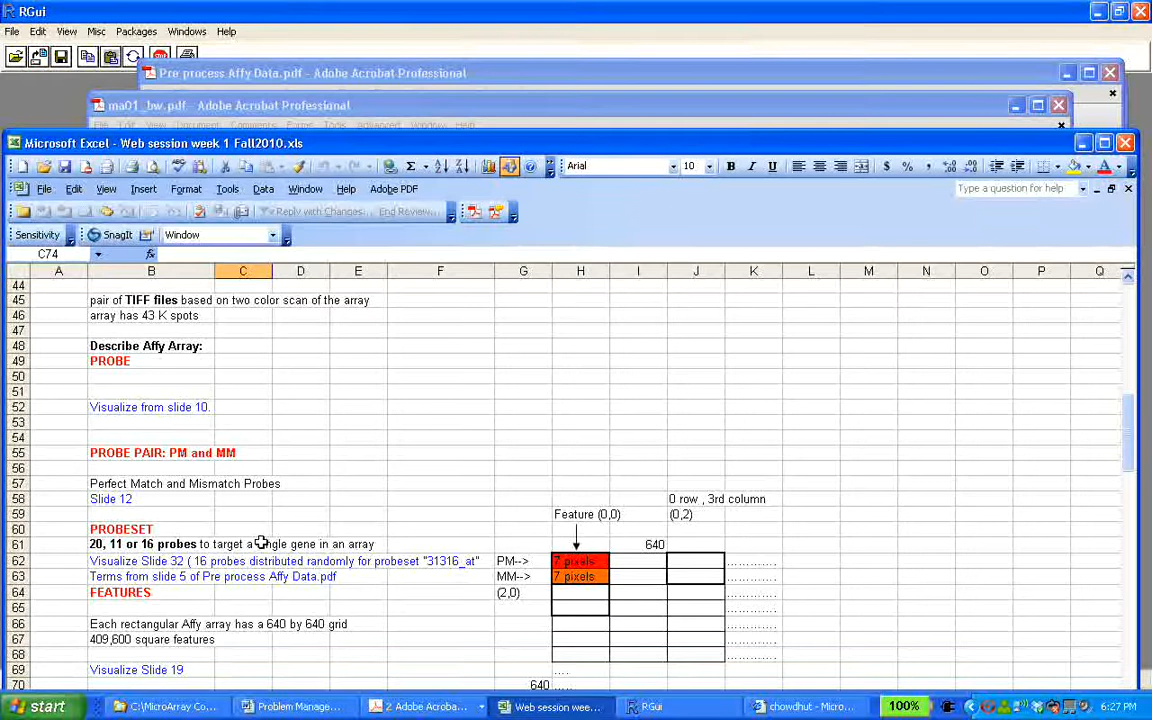 RGui
File Edit View Misc Packages Windows Help
Pre process Affy Data.pdf - Adobe Acrobat Professional
ma01_bw.pdf - Adobe Acrobat Professional
File Edit View Document Comments Forms Tools Advanced Window Help
Microsoft Excel - Web session week 1 Fall2010.xls
Arial 10 B I U
File Edit View Insert Format Tools Data Window Help Adobe PDF Type a question for help
Reply with Changes... End Review...
Sensitivity SnagIt Window
C74 fx
A B C D E F G H I J K L M N O P Q
44
45 pair of TIFF files based on two color scan of the array
46 array has 43 K spots
47
48 Describe Affy Array:
49 PROBE
50
51
52 Visualize from slide 10.
53
54
55 PROBE PAIR: PM and MM
56
57 Perfect Match and Mismatch Probes
58 Slide 12 0 row , 3rd column
59 Feature (0,0) (0,2)
60 PROBESET
61 20, 11 or 16 probes to target a single gene in an array 640
62 Visualize Slide 32 ( 16 probes distributed randomly for probeset "31316_at" PM--> 7 pixels ............
63 Terms from slide 5 of Pre process Affy Data.pdf MM--> 7 pixels ............
64 FEATURES (2,0) ............
65 ............
66 Each rectangular Affy array has a 640 by 640 grid ............
67 409,600 square features ............
68 ............
69 Visualize Slide 19 ....
70 640 .....
start C:\MicroArray Co... Problem Manage... 2 Adobe Acroba... Web session wee... RGui chowdhut - Micro... 100% 6:27 PM